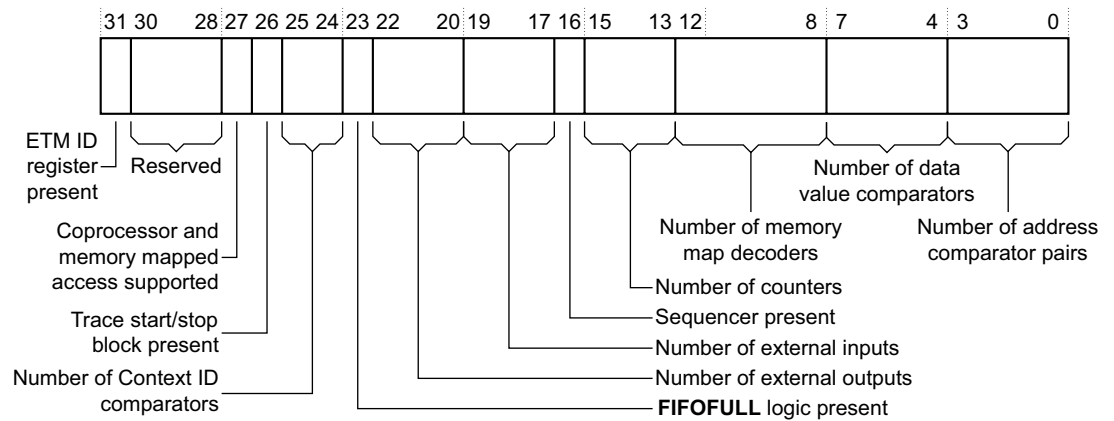 31 30 28 27 26 25 24 23 22 20 19 17 16 15 13 12 8 7 4 3 0
ETM ID
register
present
Reserved
Number of data
value comparators
Coprocessor and
memory mapped
access supported
Number of memory
map decoders
Number of address
comparator pairs
Number of counters
Trace start/stop
block present
Sequencer present
Number of external inputs
Number of Context ID
comparators
Number of external outputs
FIFOFULL logic present